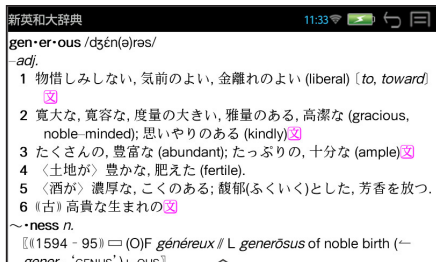 新英和大辞典 11:33
gen·er·ous /dʒén(ə)rəs/
–adj.
1 物惜しみしない, 気前のよい, 金離れのよい (liberal) 〔to, toward〕
文
2 寛大な, 寛容な, 度量の大きい, 雅量のある, 高潔な (gracious,
noble–minded); 思いやりのある (kindly)文
3 たくさんの, 豊富な (abundant); たっぷりの, 十分な (ample)文
4 〈土地が〉豊かな, 肥えた (fertile).
5 〈酒が〉濃厚な, こくのある; 馥郁(ふくいく)とした, 芳香を放つ.
6 《古》高貴な生まれの文
～·ness n.
〖《1594‐95》▭ (O)F généreux // L generōsus of noble birth (←
gener-, 'GENUS')+-OUS〗